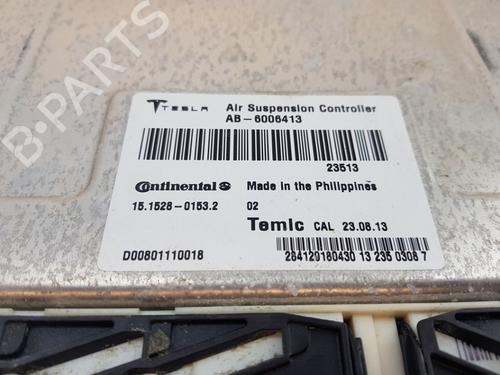 B-PARTS
TESLA Air Suspension Controller
AB-6006413
23513
Continental Made in the Philippines
15.1528-0153.2 02
Temic CAL 23.08.13
D00801110018 284129180430 13 235 0308 7